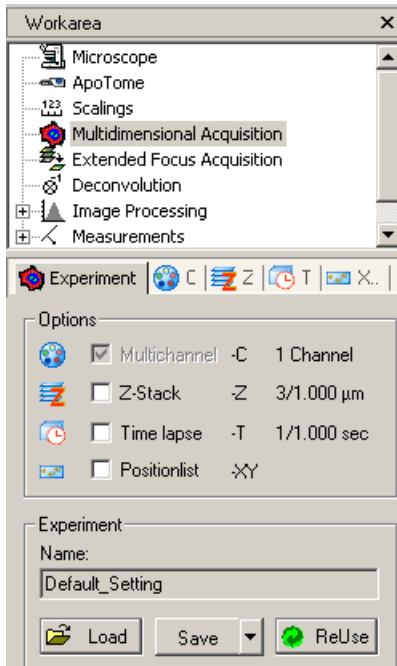 Workarea
Microscope
ApoTome
123 Scalings
Multidimensional Acquisition
Z Extended Focus Acquisition
Deconvolution
Image Processing
Measurements
Experiment C Z T X..
Options
Multichannel -C 1 Channel
Z Z-Stack -Z 3/1.000 µm
Time lapse -T 1/1.000 sec
Positionlist -XY
Experiment
Name:
Default_Setting
Load Save ReUse